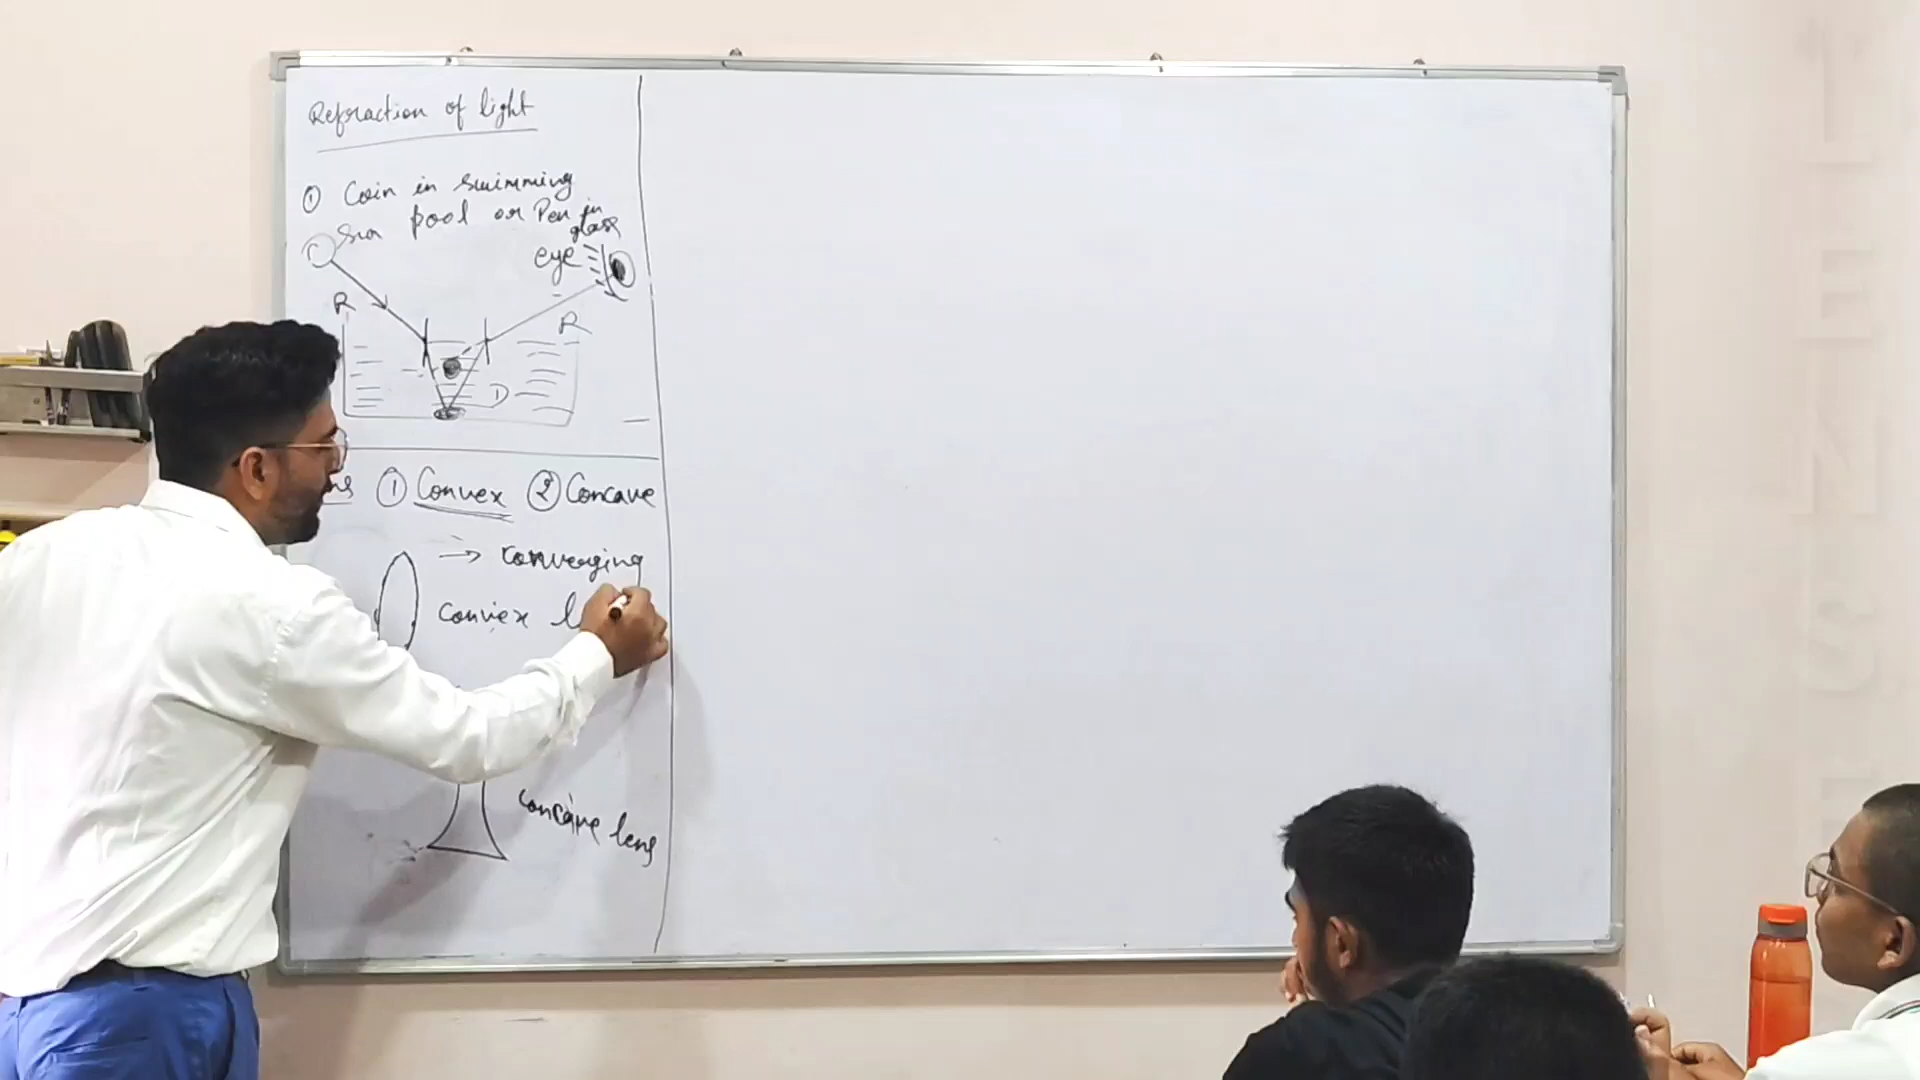 Refraction of light
① Coin in swimming
pool or Pen in
glass
Sun
eye
R
R
D
① Convex ② Concave
→ converging
convex
concave lens